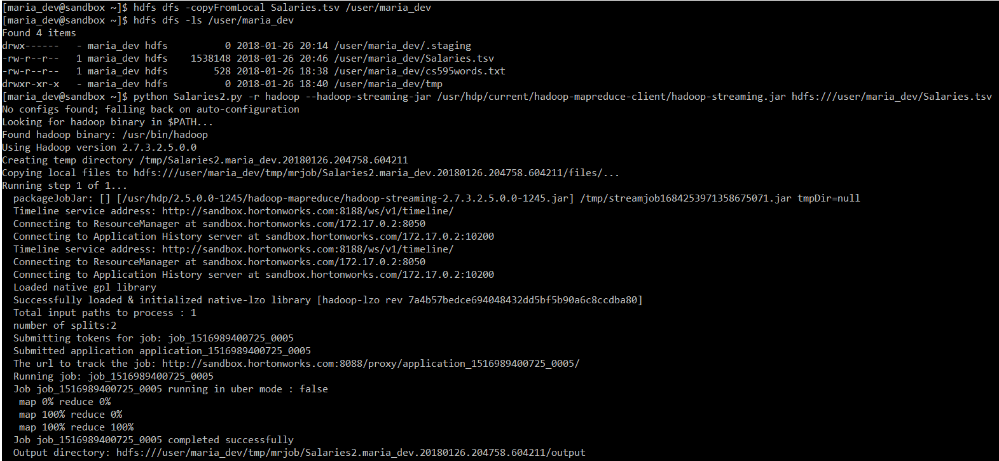 [maria_dev@sandbox ~]$ hdfs dfs -copyFromLocal Salaries.tsv /user/maria_dev
[maria_dev@sandbox ~]$ hdfs dfs -ls /user/maria_dev
Found 4 items
drwx------   - maria_dev hdfs          0 2018-01-26 20:14 /user/maria_dev/.staging
-rw-r--r--   1 maria_dev hdfs    1538148 2018-01-26 20:46 /user/maria_dev/Salaries.tsv
-rw-r--r--   1 maria_dev hdfs        528 2018-01-26 18:38 /user/maria_dev/cs595words.txt
drwxr-xr-x   - maria_dev hdfs          0 2018-01-26 18:40 /user/maria_dev/tmp
[maria_dev@sandbox ~]$ python Salaries2.py -r hadoop --hadoop-streaming-jar /usr/hdp/current/hadoop-mapreduce-client/hadoop-streaming.jar hdfs:///user/maria_dev/Salaries.tsv
No configs found; falling back on auto-configuration
Looking for hadoop binary in $PATH...
Found hadoop binary: /usr/bin/hadoop
Using Hadoop version 2.7.3.2.5.0.0
Creating temp directory /tmp/Salaries2.maria_dev.20180126.204758.604211
Copying local files to hdfs:///user/maria_dev/tmp/mrjob/Salaries2.maria_dev.20180126.204758.604211/files/...
Running step 1 of 1...
  packageJobJar: [] [/usr/hdp/2.5.0.0-1245/hadoop-mapreduce/hadoop-streaming-2.7.3.2.5.0.0-1245.jar] /tmp/streamjob1684253971358675071.jar tmpDir=null
  Timeline service address: http://sandbox.hortonworks.com:8188/ws/v1/timeline/
  Connecting to ResourceManager at sandbox.hortonworks.com/172.17.0.2:8050
  Connecting to Application History server at sandbox.hortonworks.com/172.17.0.2:10200
  Timeline service address: http://sandbox.hortonworks.com:8188/ws/v1/timeline/
  Connecting to ResourceManager at sandbox.hortonworks.com/172.17.0.2:8050
  Connecting to Application History server at sandbox.hortonworks.com/172.17.0.2:10200
  Loaded native gpl library
  Successfully loaded & initialized native-lzo library [hadoop-lzo rev 7a4b57bedce694048432dd5bf5b90a6c8ccdba80]
  Total input paths to process : 1
  number of splits:2
  Submitting tokens for job: job_1516989400725_0005
  Submitted application application_1516989400725_0005
  The url to track the job: http://sandbox.hortonworks.com:8088/proxy/application_1516989400725_0005/
  Running job: job_1516989400725_0005
  Job job_1516989400725_0005 running in uber mode : false
   map 0% reduce 0%
   map 100% reduce 0%
   map 100% reduce 100%
  Job job_1516989400725_0005 completed successfully
  Output directory: hdfs:///user/maria_dev/tmp/mrjob/Salaries2.maria_dev.20180126.204758.604211/output